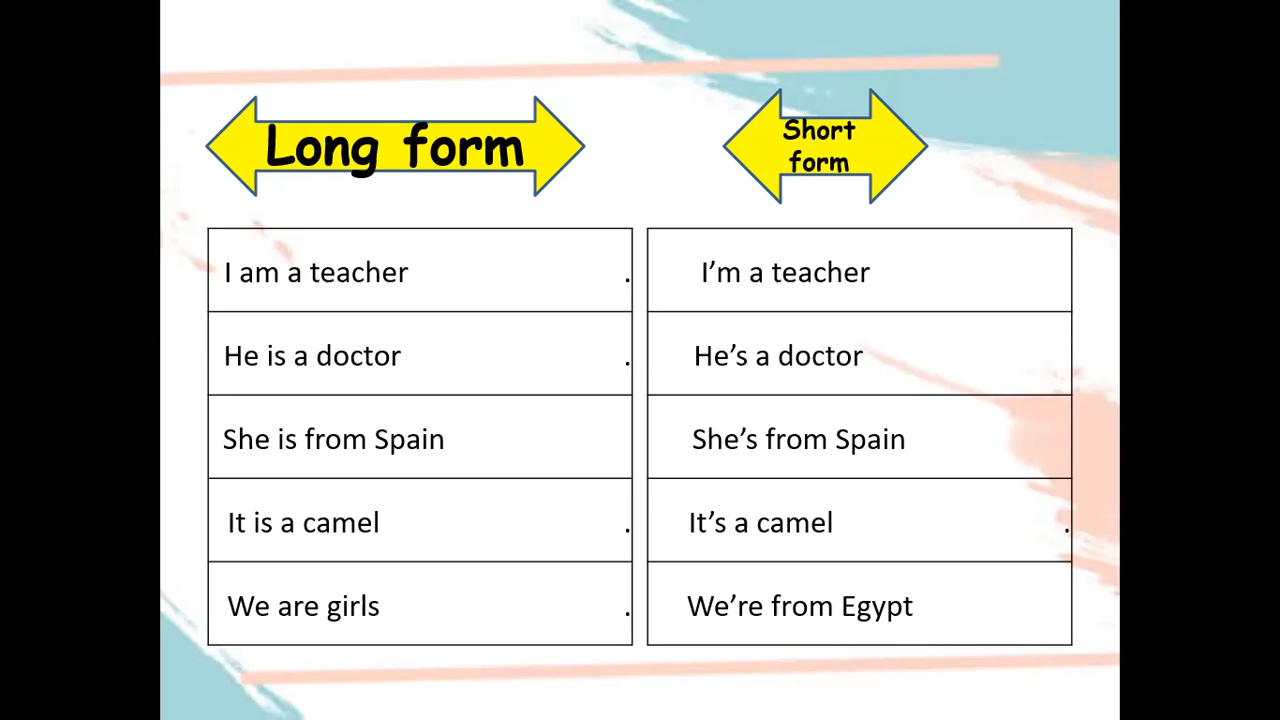 Long form
Short
form
I am a teacher .
I’m a teacher
He is a doctor .
He’s a doctor
She is from Spain
She’s from Spain
It is a camel .
It’s a camel .
We are girls .
We’re from Egypt